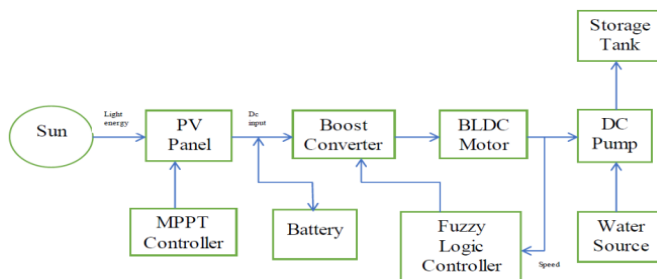 Storage
Tank
Light
energy
Dc
input
Sun
PV
Panel
Boost
Converter
BLDC
Motor
DC
Pump
MPPT
Controller
Battery
Fuzzy
Logic
Controller
Speed
Water
Source